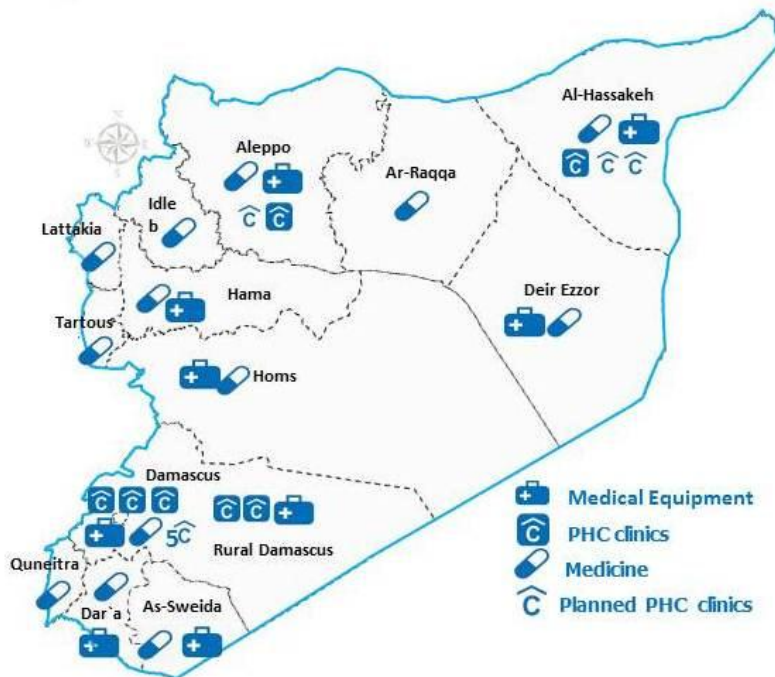 Al-Hassakeh
Aleppo
Ar-Raqqa
Idle
b
Lattakia
Hama
Deir Ezzor
Tartous
Homs
Damascus
5C
Rural Damascus
Quneitra
Dar`a
As-Sweida
Medical Equipment
C PHC clinics
Medicine
C Planned PHC clinics